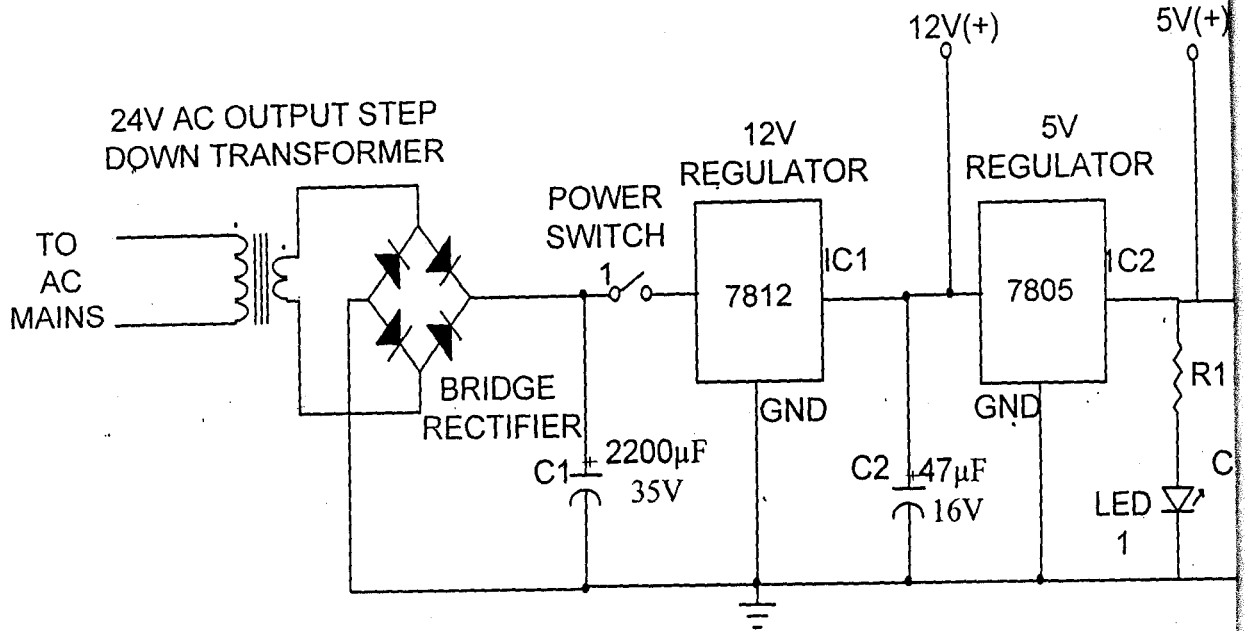 12V(+)
5V(+)
24V AC OUTPUT STEP
DOWN TRANSFORMER
12V
REGULATOR
5V
REGULATOR
POWER
SWITCH
TO
AC
MAINS
1
7812
IC1
7805
IC2
BRIDGE
RECTIFIER
GND
GND
R1
C1
+
2200µF
35V
C2
+
47µF
16V
LED
1
C